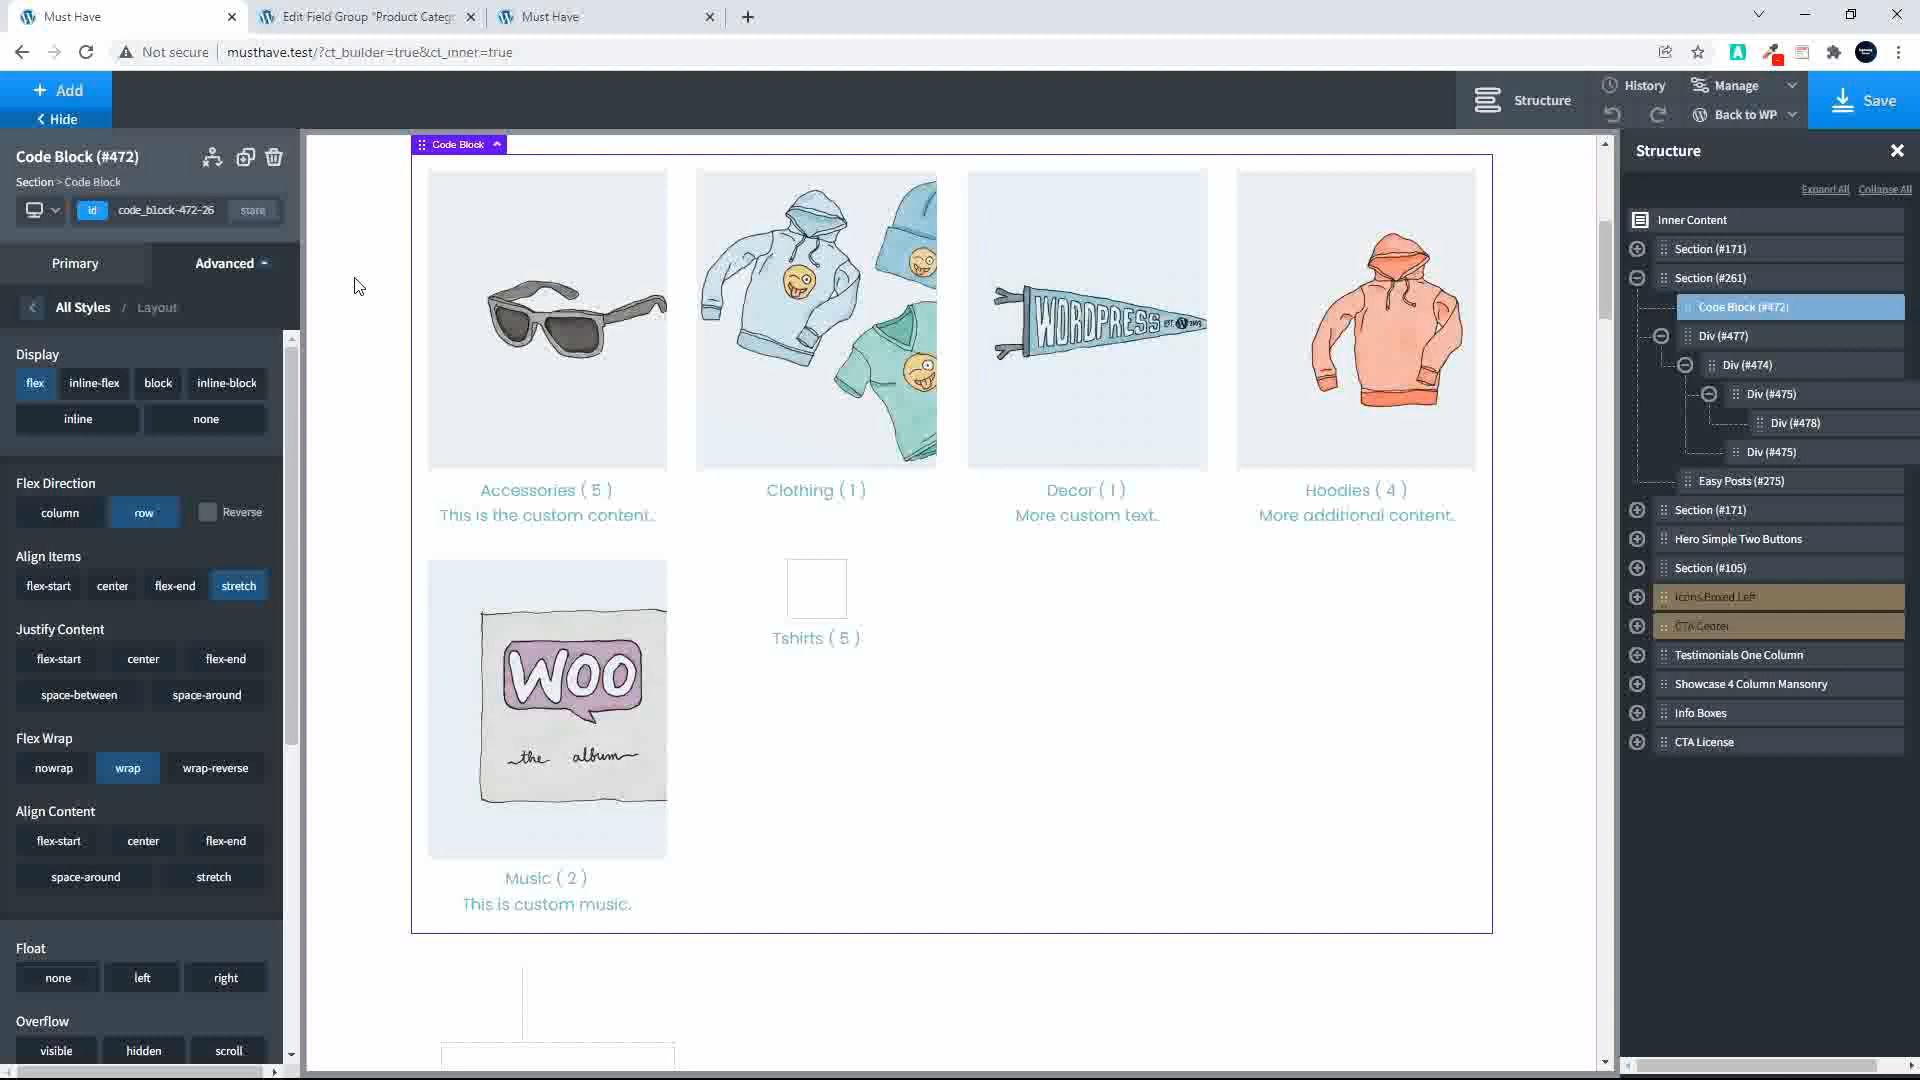 Must Have
Edit Field Group "Product Categ
Must Have
Not secure
musthave.test/?ct_builder=true&ct_inner=true
Add
Hide
Structure
History
Manage
Back to WP
Save
Code Block (#472)
Section > Code Block
id
code_block-472-26
state
Primary
Advanced
All Styles / Layout
Display
flex
inline-flex
block
inline-block
inline
none
Flex Direction
column
row
Reverse
Align Items
flex-start
center
flex-end
stretch
Justify Content
flex-start
center
flex-end
space-between
space-around
Flex Wrap
nowrap
wrap
wrap-reverse
Align Content
flex-start
center
flex-end
space-around
stretch
Float
none
left
right
Overflow
visible
hidden
scroll
Code Block
WORDPRESS EST. 2003
Accessories ( 5 )
This is the custom content.
Clothing ( 1 )
Decor ( 1 )
More custom text.
Hoodies ( 4 )
More additional content.
WOO
the album
Music ( 2 )
This is custom music.
Tshirts ( 5 )
Structure
Expand All
Collapse All
Inner Content
Section (#171)
Section (#261)
Code Block (#472)
Div (#477)
Div (#474)
Div (#475)
Div (#478)
Div (#475)
Easy Posts (#275)
Section (#171)
Hero Simple Two Buttons
Section (#105)
Icons Boxed Left
CTA Center
Testimonials One Column
Showcase 4 Column Mansonry
Info Boxes
CTA License